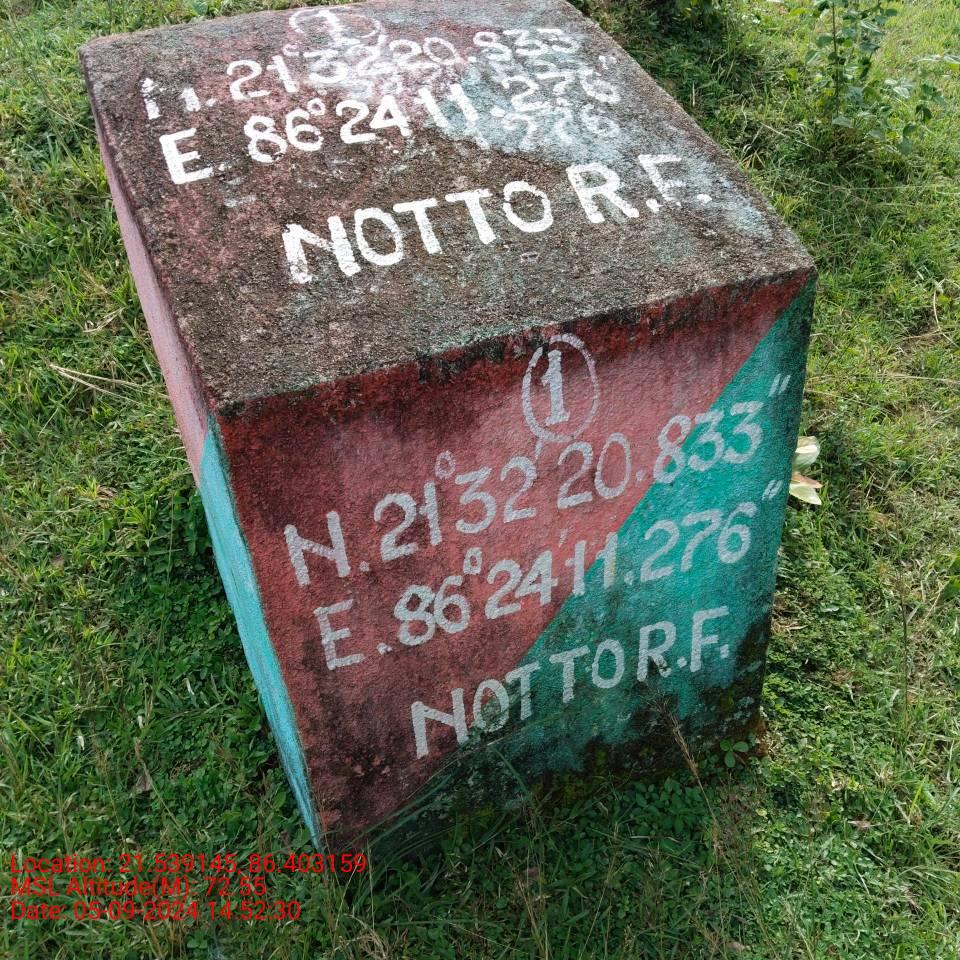 1
N. 21°32'20.833"
E. 86°24'11.276"
NOTTO R.F.
1
N. 21°32'20.833"
E. 86°24'11.276"
NOTTO R.F.
Location: 21.539145, 86.403159
MSL Altitude(M): 72.55
Date: 05-09-2024 14:52:30